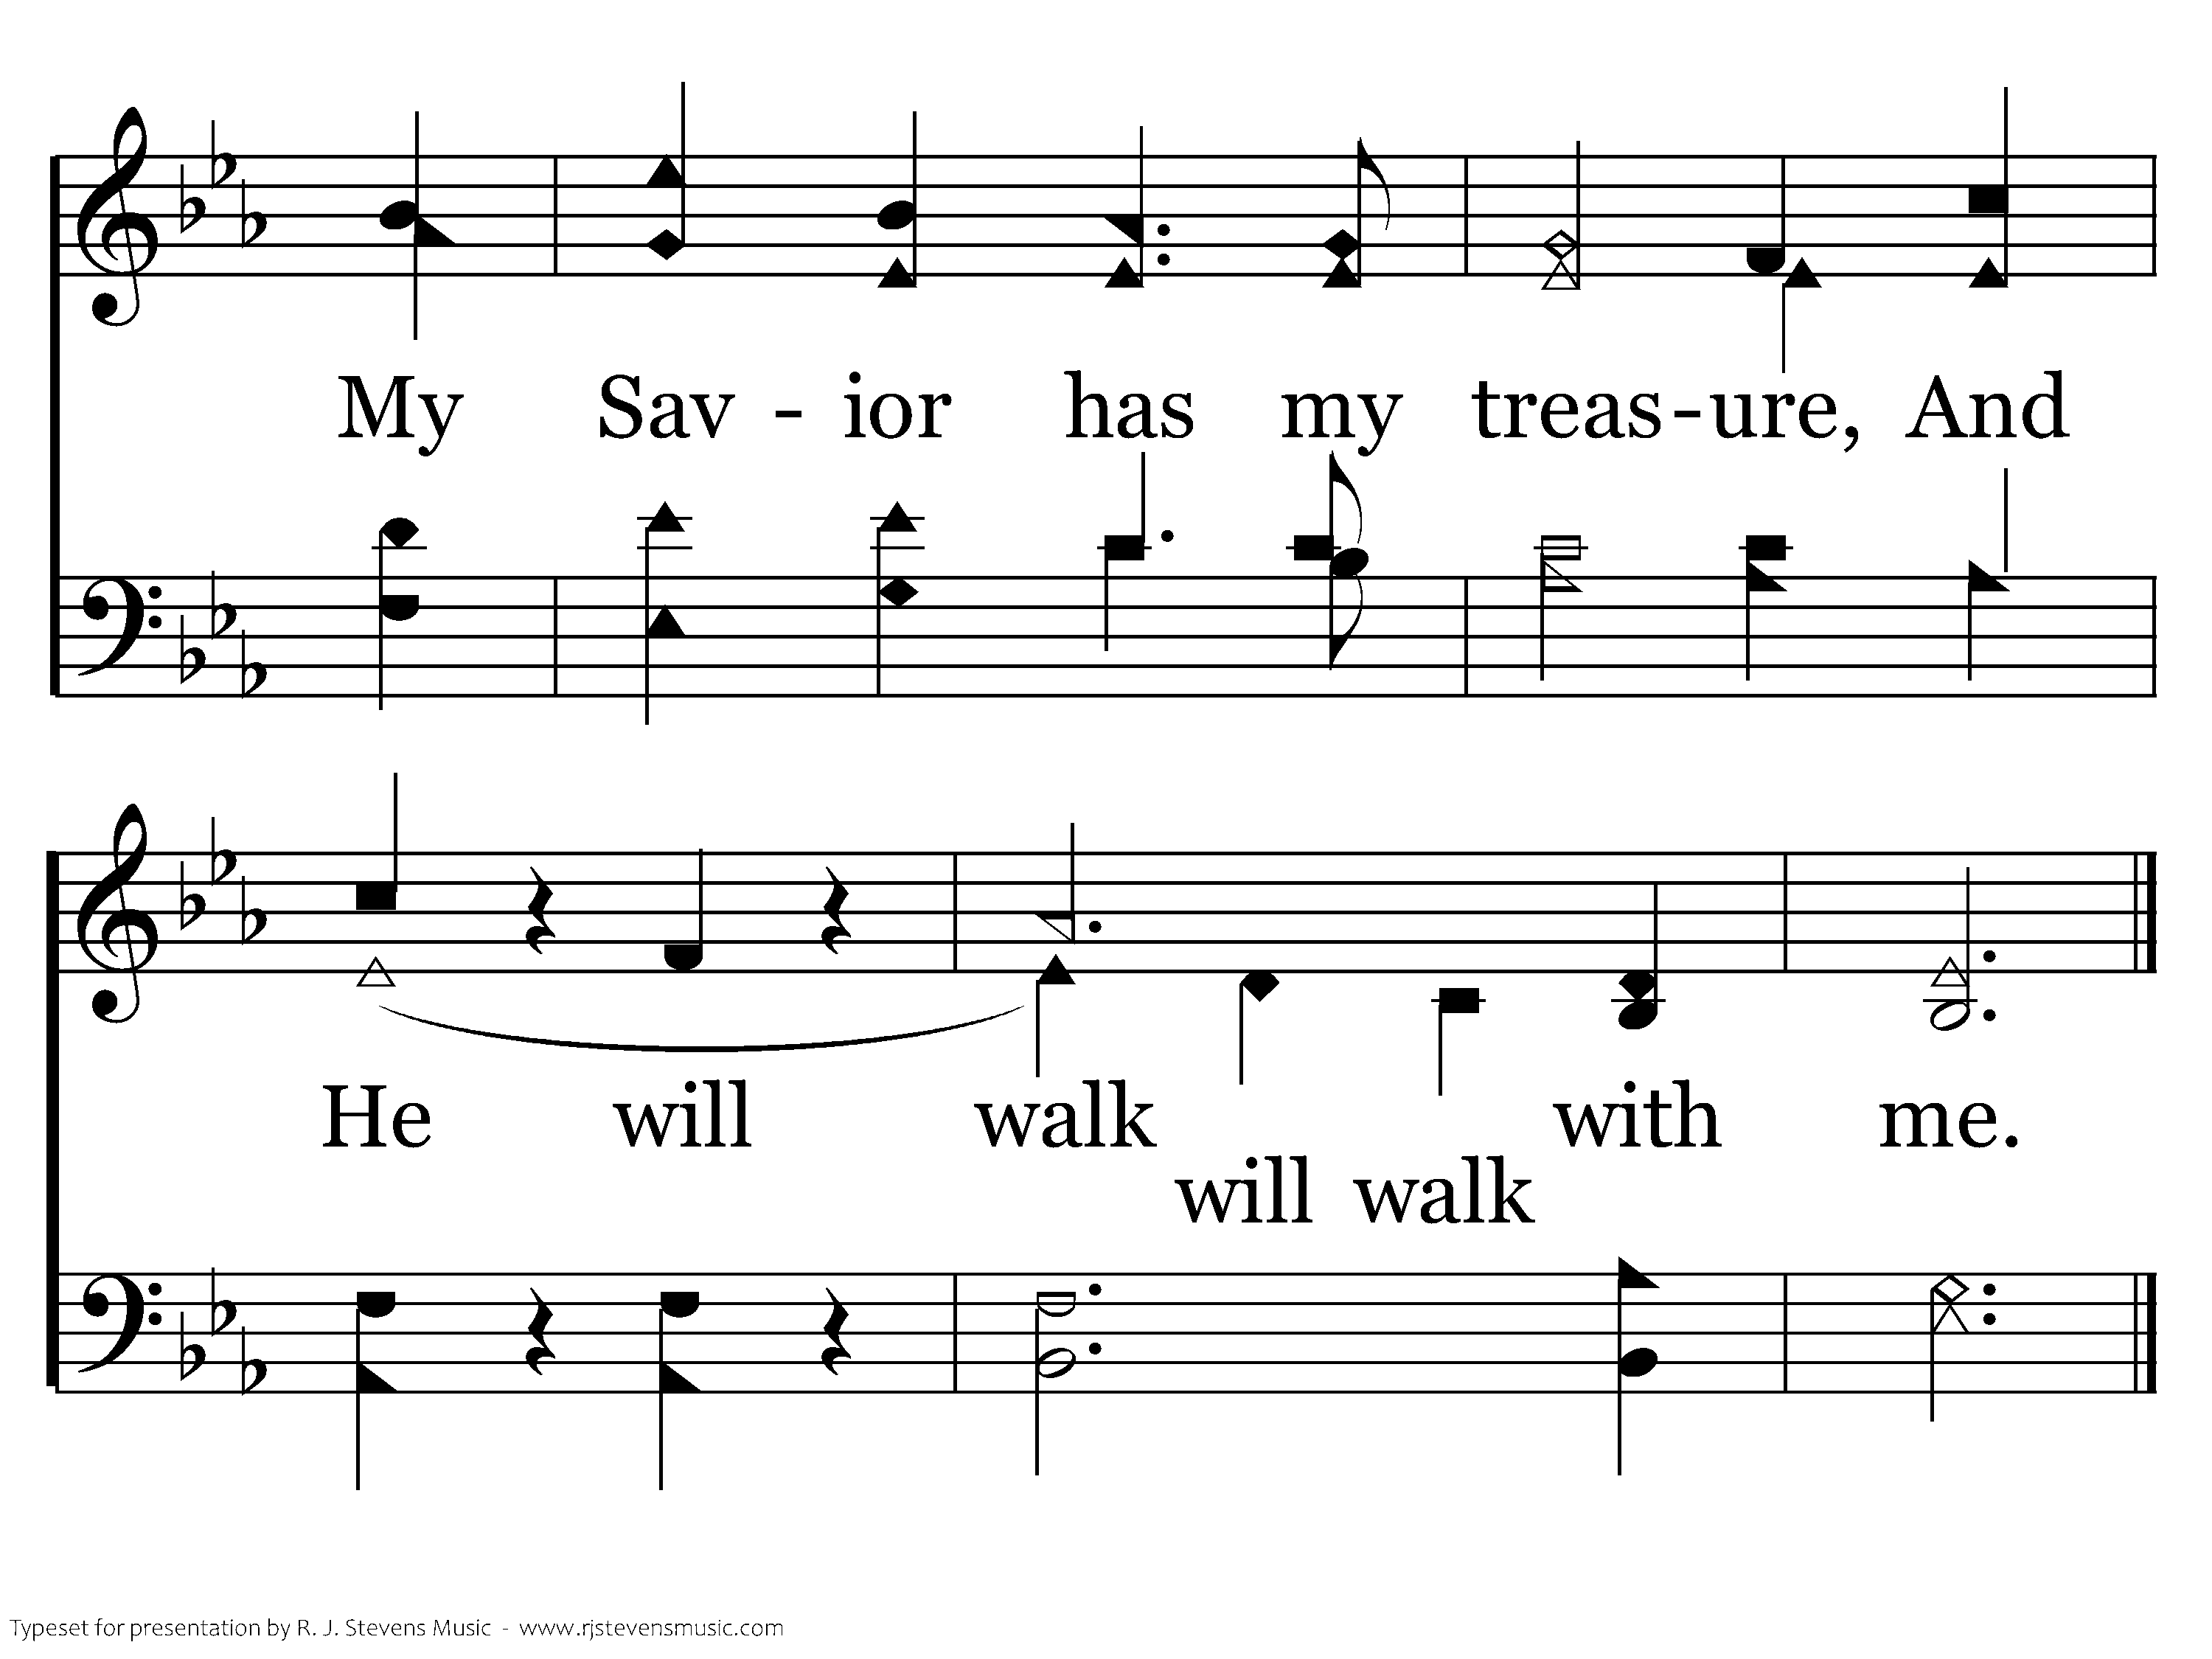 My Sav - ior has my treas-ure, And
He will walk with me.
will walk
Typeset for presentation by R. J. Stevens Music - www.rjstevensmusic.com